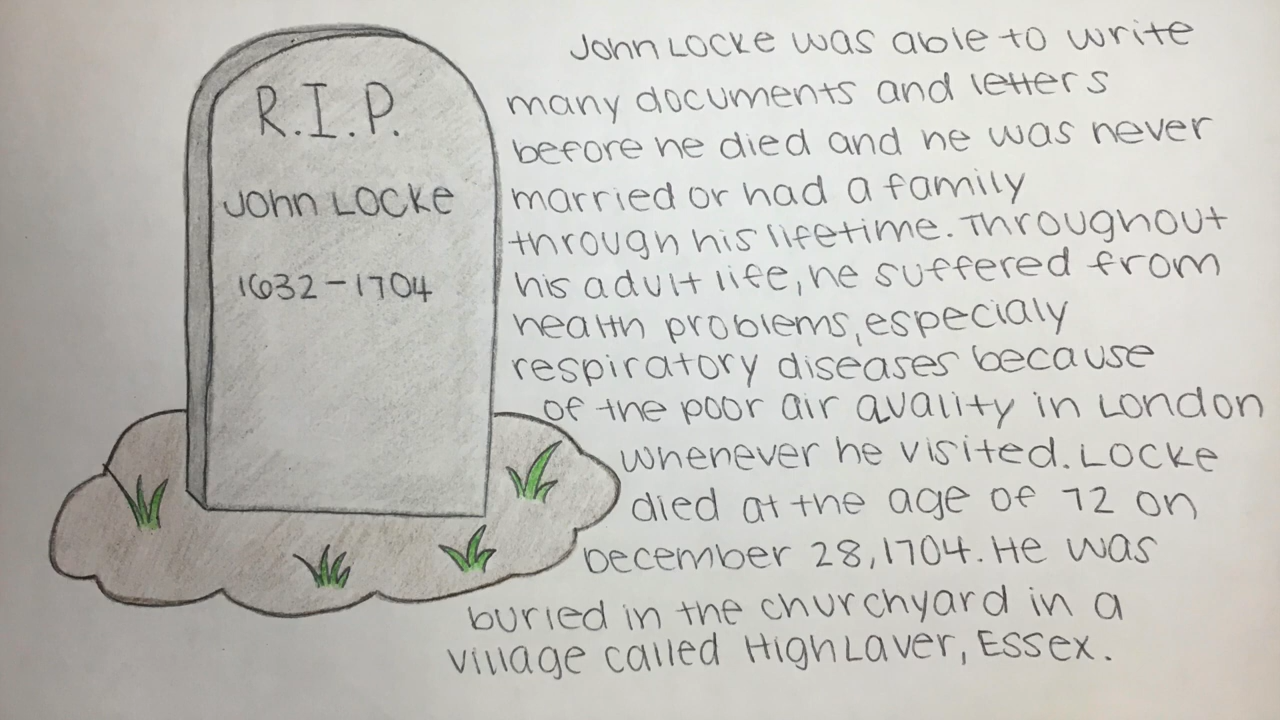 R.I.P.
John Locke
1632-1704
John Locke was able to write
many documents and letters
before he died and he was never
married or had a family
through his lifetime. Throughout
his adult life, he suffered from
health problems, especialy
respiratory diseases because
of the poor air quality in London
whenever he visited. Locke
died at the age of 72 on
December 28, 1704. He was
buried in the churchyard in a
village called High Laver, Essex.